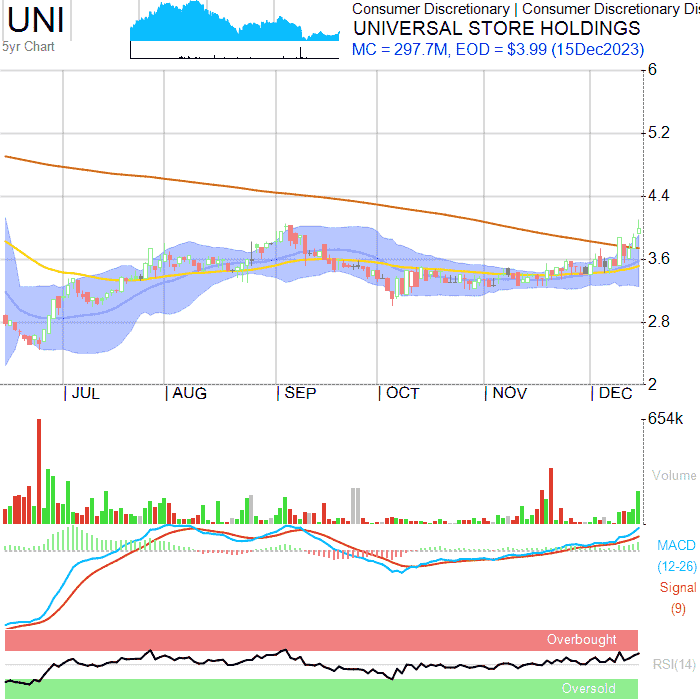 UNI
5yr Chart
Consumer Discretionary | Consumer Discretionary Dis
UNIVERSAL STORE HOLDINGS
MC = 297.7M, EOD = $3.99 (15Dec2023)
6
5.2
4.4
3.6
2.8
2
| JUL | AUG | SEP | OCT | NOV | DEC
654k
Volume
MACD
(12-26)
Signal
(9)
Overbought
RSI(14)
Oversold